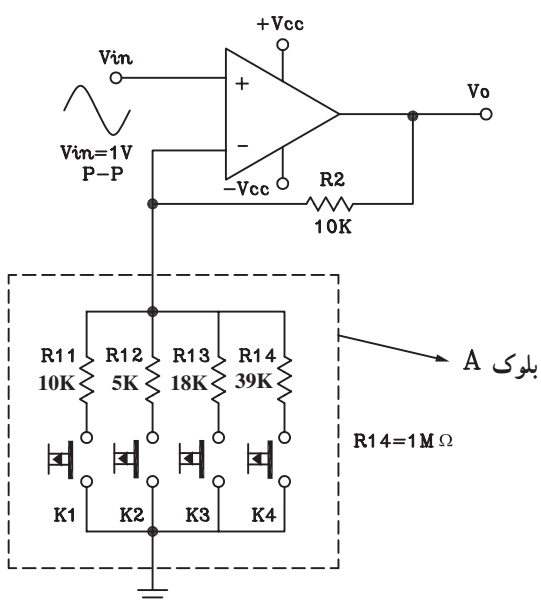 +Vcc
Vin
+
Vo
Vin=1V
P-P
-
-Vcc
R2
10K
R11 R12 R13 R14
10K 5K 18K 39K
بلوک A
R14=1MΩ
K1 K2 K3 K4